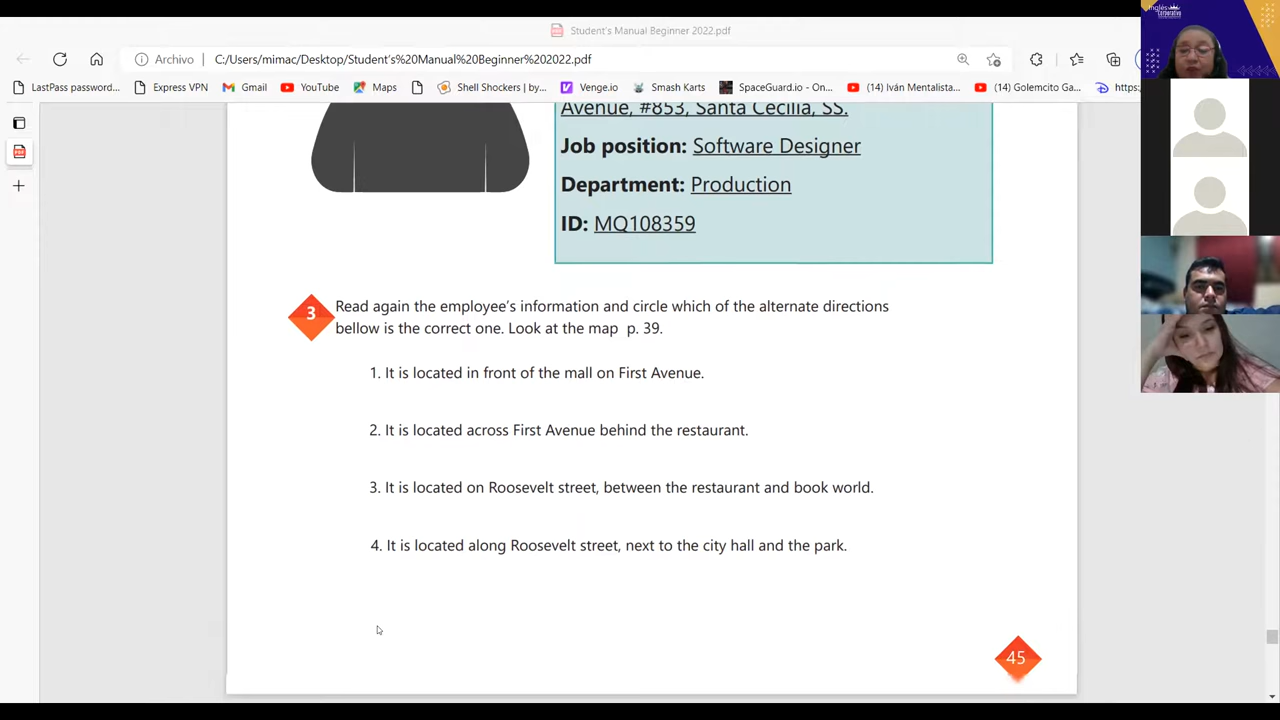 Student's Manual Beginner 2022.pdf
Archivo
C:/Users/mimac/Desktop/Student's%20Manual%20Beginner%202022.pdf
LastPass password...
Express VPN
Gmail
YouTube
Maps
Shell Shockers | by...
Venge.io
Smash Karts
SpaceGuard.io - On...
(14) Iván Mentalista...
(14) Golemcito Ga...
https:
inglés
corporativo
Avenue, #853, Santa Cecilia, SS.
Job position: Software Designer
Department: Production
ID: MQ108359
3
Read again the employee's information and circle which of the alternate directions
bellow is the correct one. Look at the map p. 39.
1. It is located in front of the mall on First Avenue.
2. It is located across First Avenue behind the restaurant.
3. It is located on Roosevelt street, between the restaurant and book world.
4. It is located along Roosevelt street, next to the city hall and the park.
45